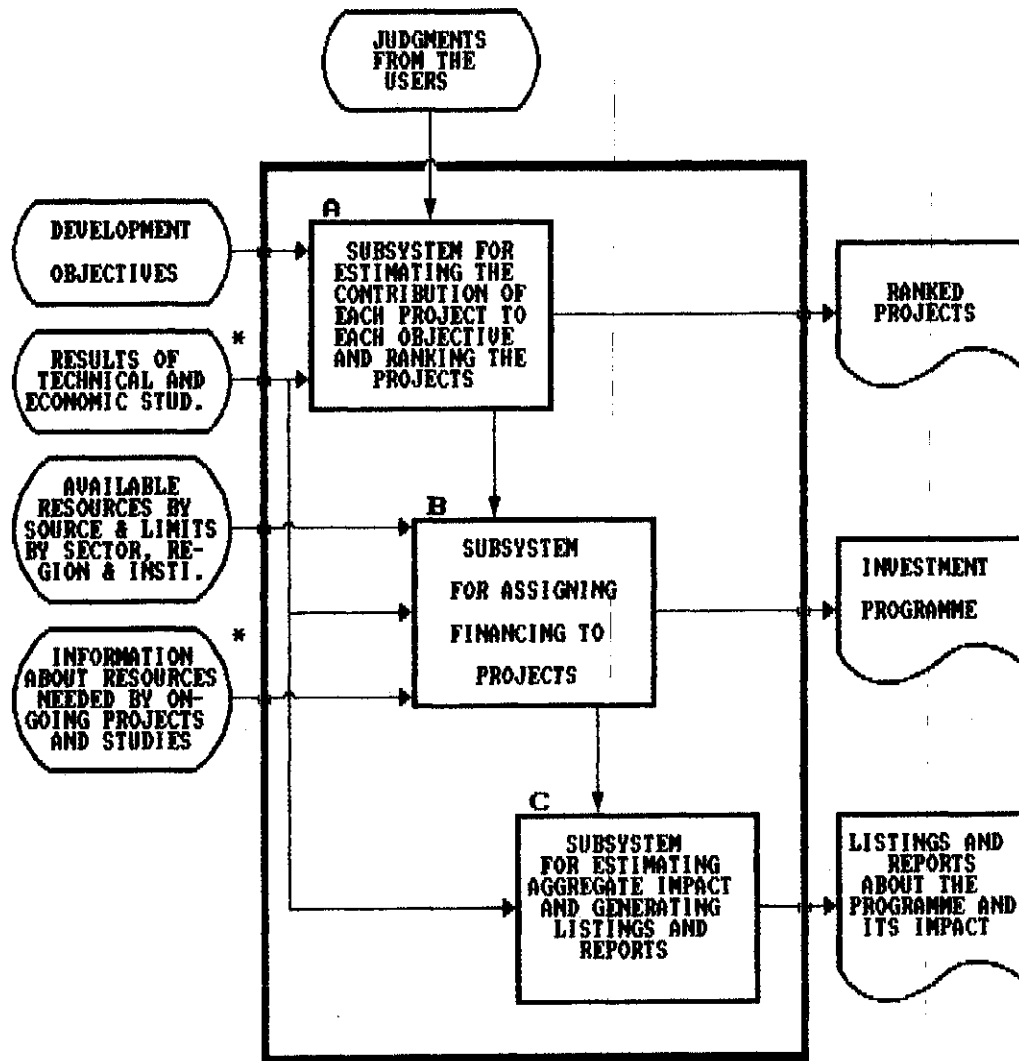 JUDGMENTS
FROM THE
USERS
A
DEVELOPMENT
OBJECTIVES
SUBSYSTEM FOR
ESTIMATING THE
CONTRIBUTION OF
EACH PROJECT TO
EACH OBJECTIVE
AND RANKING THE
PROJECTS
RANKED
PROJECTS
*
RESULTS OF
TECHNICAL AND
ECONOMIC STUD.
AVAILABLE
RESOURCES BY
SOURCE & LIMITS
BY SECTOR, RE-
GION & INSTI.
B
SUBSYSTEM
FOR ASSIGNING
FINANCING TO
PROJECTS
INVESTMENT
PROGRAMME
*
INFORMATION
ABOUT RESOURCES
NEEDED BY ON-
GOING PROJECTS
AND STUDIES
C
SUBSYSTEM
FOR ESTIMATING
AGGREGATE IMPACT
AND GENERATING
LISTINGS AND
REPORTS
LISTINGS AND
REPORTS
ABOUT THE
PROGRAMME AND
ITS IMPACT